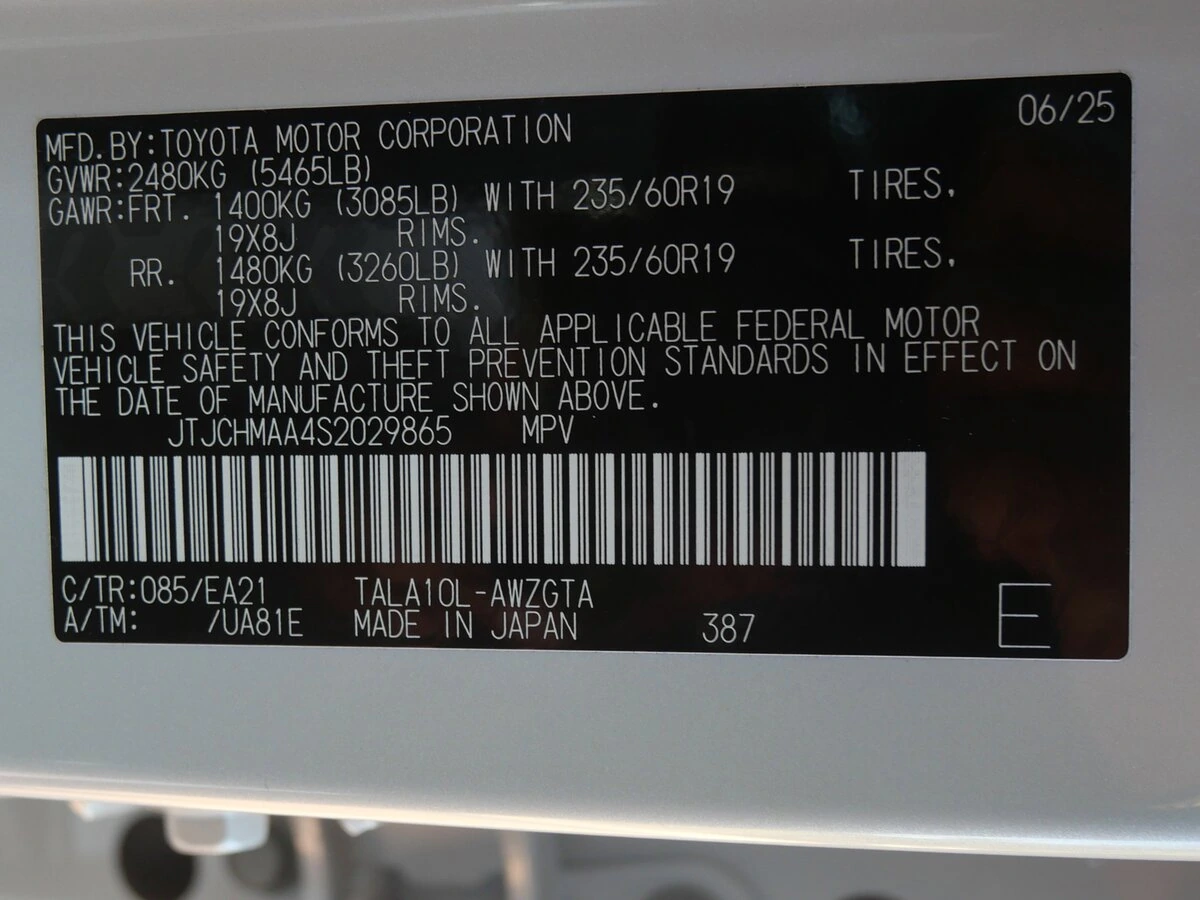 06/25
MFD.BY:TOYOTA MOTOR CORPORATION
GVWR:2480KG (5465LB)
GAWR:FRT. 1400KG (3085LB) WITH 235/60R19 TIRES,
19X8J RIMS.
RR. 1480KG (3260LB) WITH 235/60R19 TIRES,
19X8J RIMS.
THIS VEHICLE CONFORMS TO ALL APPLICABLE FEDERAL MOTOR
VEHICLE SAFETY AND THEFT PREVENTION STANDARDS IN EFFECT ON
THE DATE OF MANUFACTURE SHOWN ABOVE.
JTJCHMAA4S2029865 MPV
C/TR:085/EA21 TALA10L-AWZGTA
A/TM: /UA81E MADE IN JAPAN 387 E